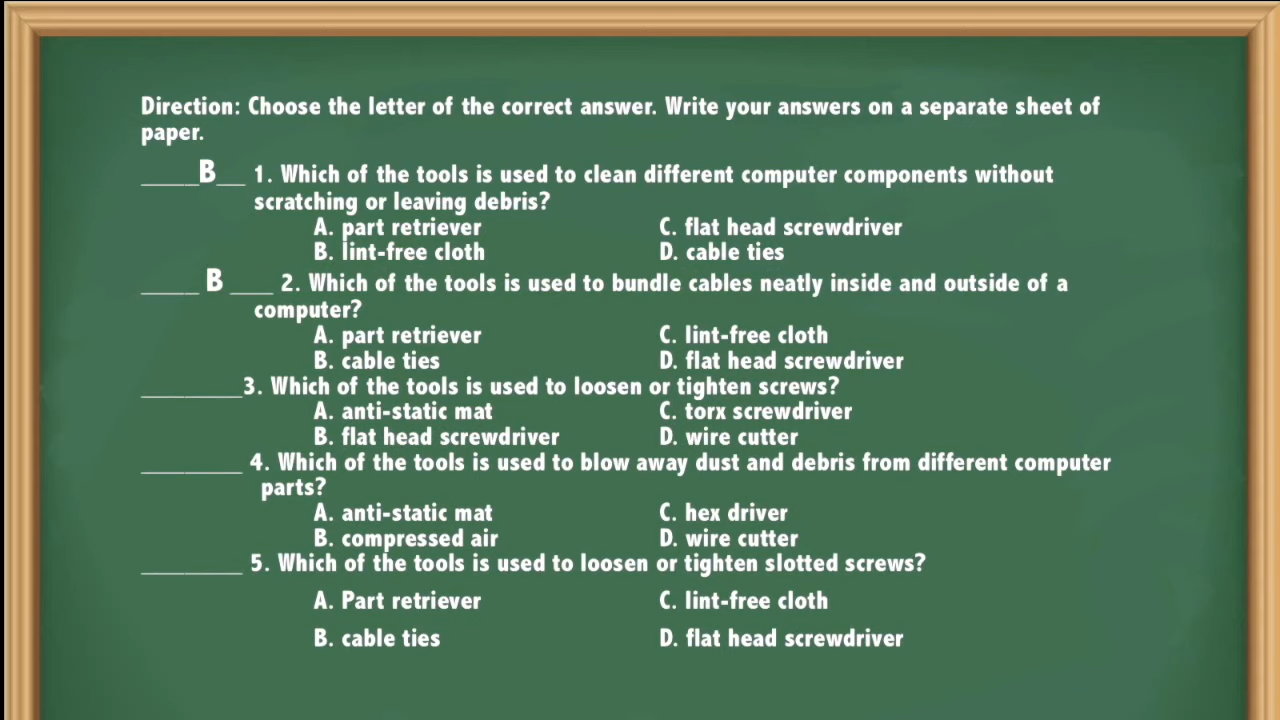 Direction: Choose the letter of the correct answer. Write your answers on a separate sheet of
paper.
____B__ 1. Which of the tools is used to clean different computer components without
scratching or leaving debris?
A. part retriever C. flat head screwdriver
B. lint-free cloth D. cable ties
____ B ___ 2. Which of the tools is used to bundle cables neatly inside and outside of a
computer?
A. part retriever C. lint-free cloth
B. cable ties D. flat head screwdriver
_______3. Which of the tools is used to loosen or tighten screws?
A. anti-static mat C. torx screwdriver
B. flat head screwdriver D. wire cutter
_______ 4. Which of the tools is used to blow away dust and debris from different computer
parts?
A. anti-static mat C. hex driver
B. compressed air D. wire cutter
_______ 5. Which of the tools is used to loosen or tighten slotted screws?
A. Part retriever C. lint-free cloth
B. cable ties D. flat head screwdriver